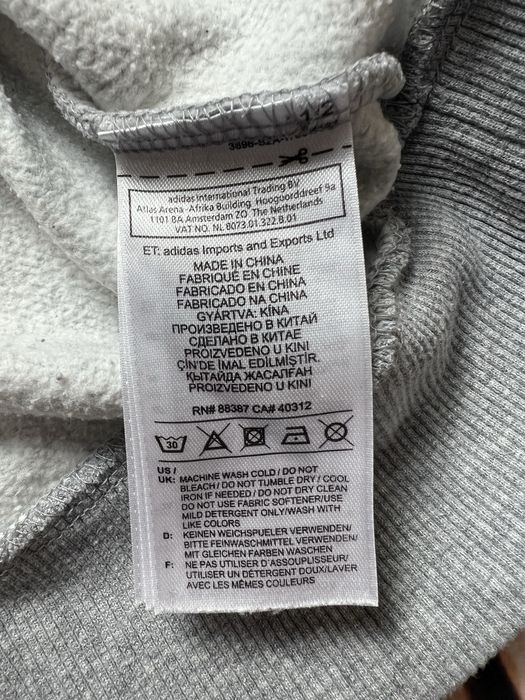 adidas International Trading BV
Atlas Arena -Afrika Building Hoogoorddreef 9a
1101 BA Amsterdam ZO The Netherlands
VAT NO. NL 8073.01.322.B.01
ET: adidas Imports and Exports Ltd
MADE IN CHINA
FABRIQUÉ EN CHINE
FABRICADO EN CHINA
FABRICADO NA CHINA
GYÁRTVA: KÍNA
ПРОИЗВЕДЕНО В КИТАЙ
СДЕЛАНО В КИТАЕ
PROIZVEDENO U KINI
ÇİN'DE İMAL EDİLMİŞTİR.
ҚЫТАЙДА ЖАСАЛҒАН
PROIZVEDENO U KINI
RN# 88387 CA# 40312
30
US /
UK: MACHINE WASH COLD / DO NOT
BLEACH / DO NOT TUMBLE DRY / COOL
IRON IF NEEDED / DO NOT DRY CLEAN
DO NOT USE FABRIC SOFTENER/USE
MILD DETERGENT ONLY/WASH WITH
LIKE COLORS
D: KEINEN WEICHSPUELER VERWENDEN/
BITTE FEINWASCHMITTEL VERWENDEN/
MIT GLEICHEN FARBEN WASCHEN
F: NE PAS UTILISER D'ASSOUPLISSEUR/
UTILISER UN DÉTERGENT DOUX/LAVER
AVEC LES MÊMES COULEURS